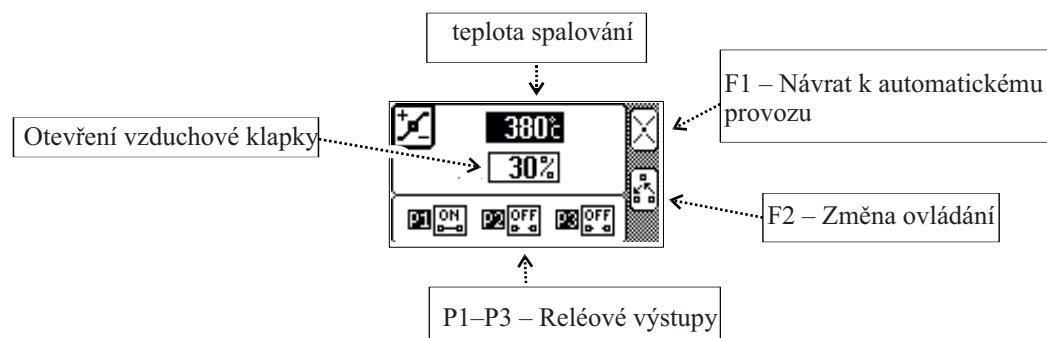 teplota spalování
F1 – Návrat k automatickému
provozu
Otevření vzduchové klapky
380°C
30%
P1 ON P2 OFF P3 OFF
F2 – Změna ovládání
P1–P3 – Reléové výstupy